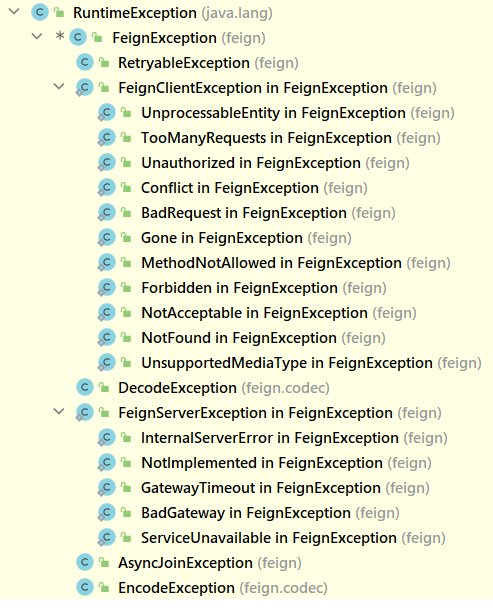 RuntimeException (java.lang)
* FeignException (feign)
RetryableException (feign)
FeignClientException in FeignException (feign)
UnprocessableEntity in FeignException (feign)
TooManyRequests in FeignException (feign)
Unauthorized in FeignException (feign)
Conflict in FeignException (feign)
BadRequest in FeignException (feign)
Gone in FeignException (feign)
MethodNotAllowed in FeignException (feign)
Forbidden in FeignException (feign)
NotAcceptable in FeignException (feign)
NotFound in FeignException (feign)
UnsupportedMediaType in FeignException (feign)
DecodeException (feign.codec)
FeignServerException in FeignException (feign)
InternalServerError in FeignException (feign)
NotImplemented in FeignException (feign)
GatewayTimeout in FeignException (feign)
BadGateway in FeignException (feign)
ServiceUnavailable in FeignException (feign)
AsyncJoinException (feign)
EncodeException (feign.codec)